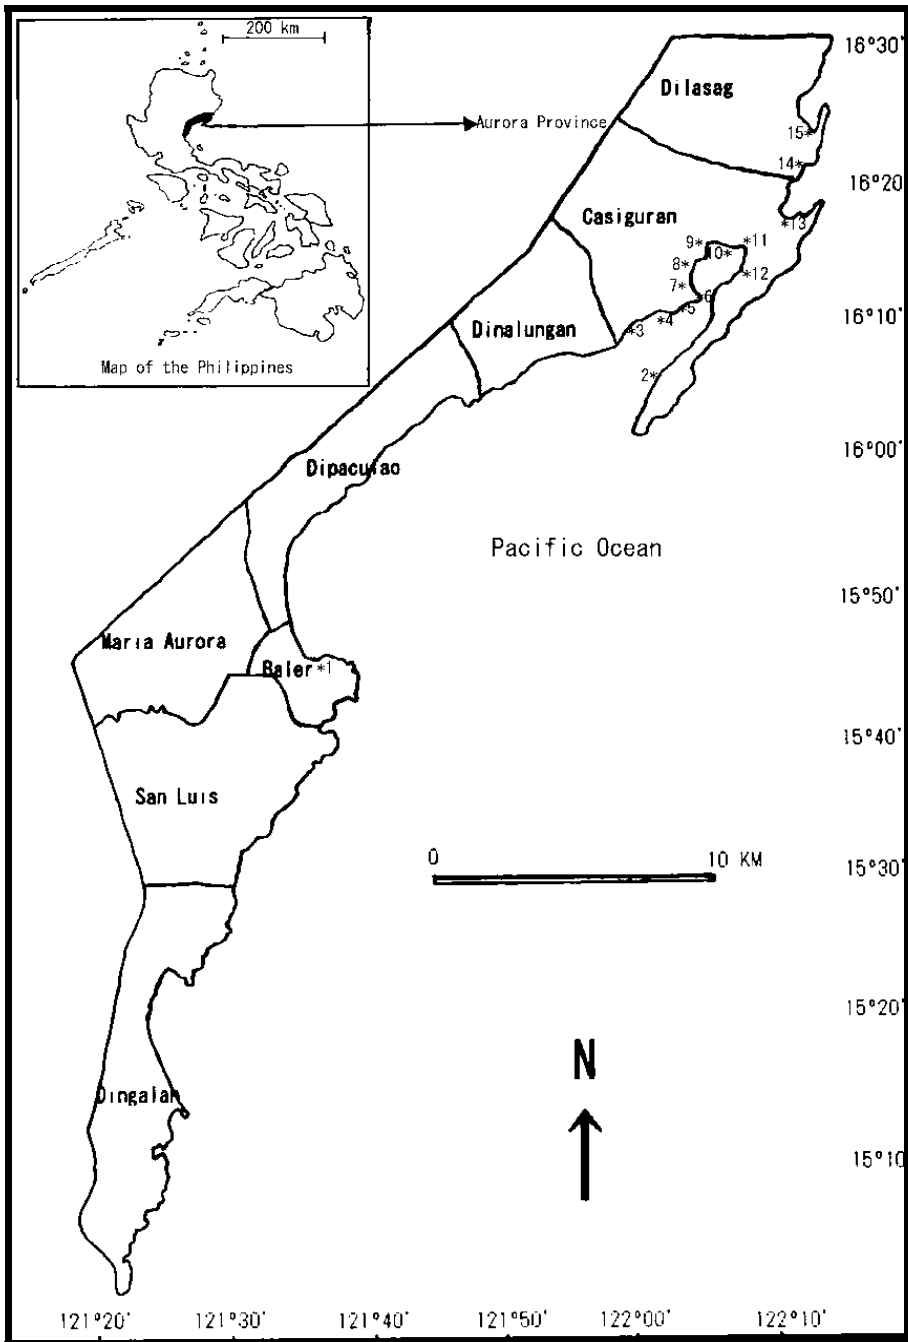 200 km
Aurora Province
Map of the Philippines
Dilasag
15*
14*
Casiguran
*13
9*
*11
10*
8*
*12
7*
6
*5
*4
*3
2*
Dinalungan
Dipaculao
Pacific Ocean
Maria Aurora
Baler *1
San Luis
0
10 KM
Dingalan
N
16°30'
16°20
16°10'
16°00'
15°50'
15°40'
15°30'
15°20'
15°10
121°20'
121°30'
121°40'
121°50'
122°00'
122°10'